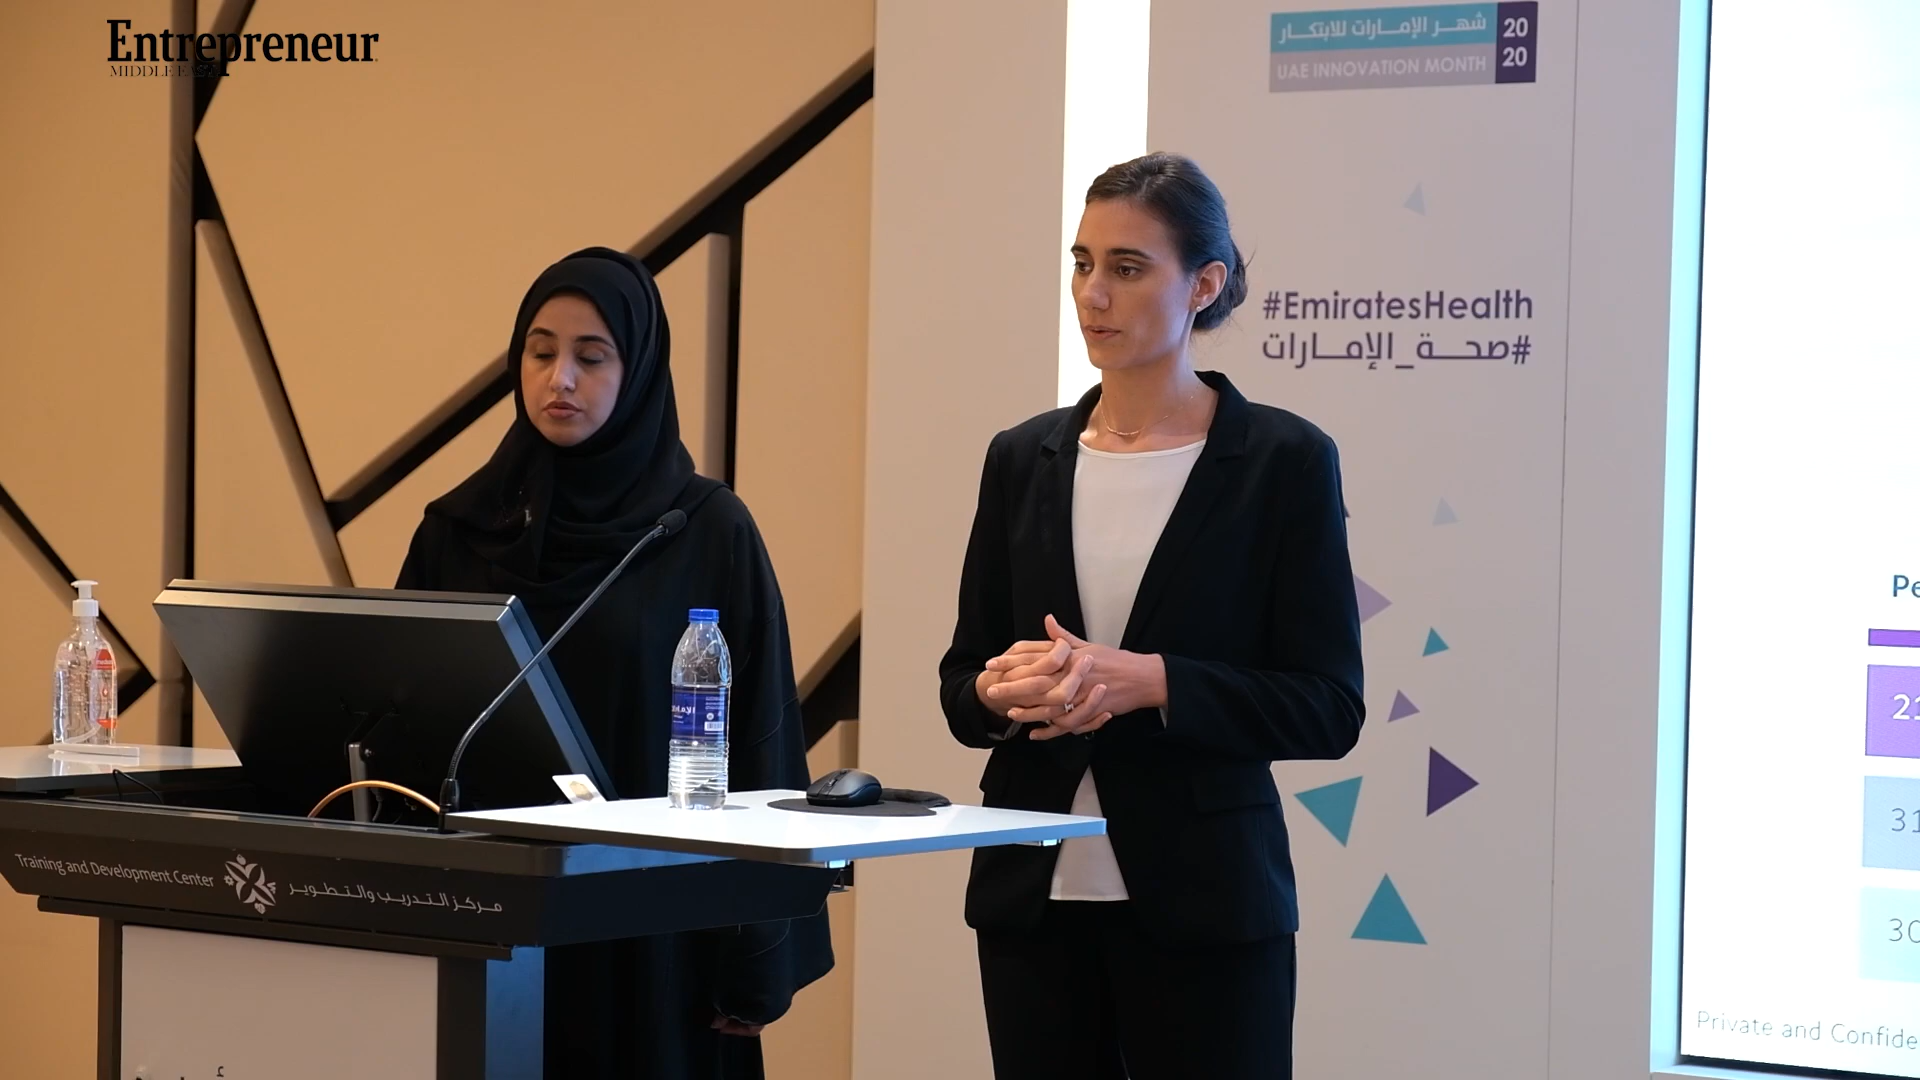 Entrepreneur
MIDDLE EAST
شهر الإمارات للابتكار
UAE INNOVATION MONTH
20
20
#EmiratesHealth
#صحة_الإمارات
Pe
21
31
30
Private and Confide
Training and Development Center
مركز التدريب والتطوير